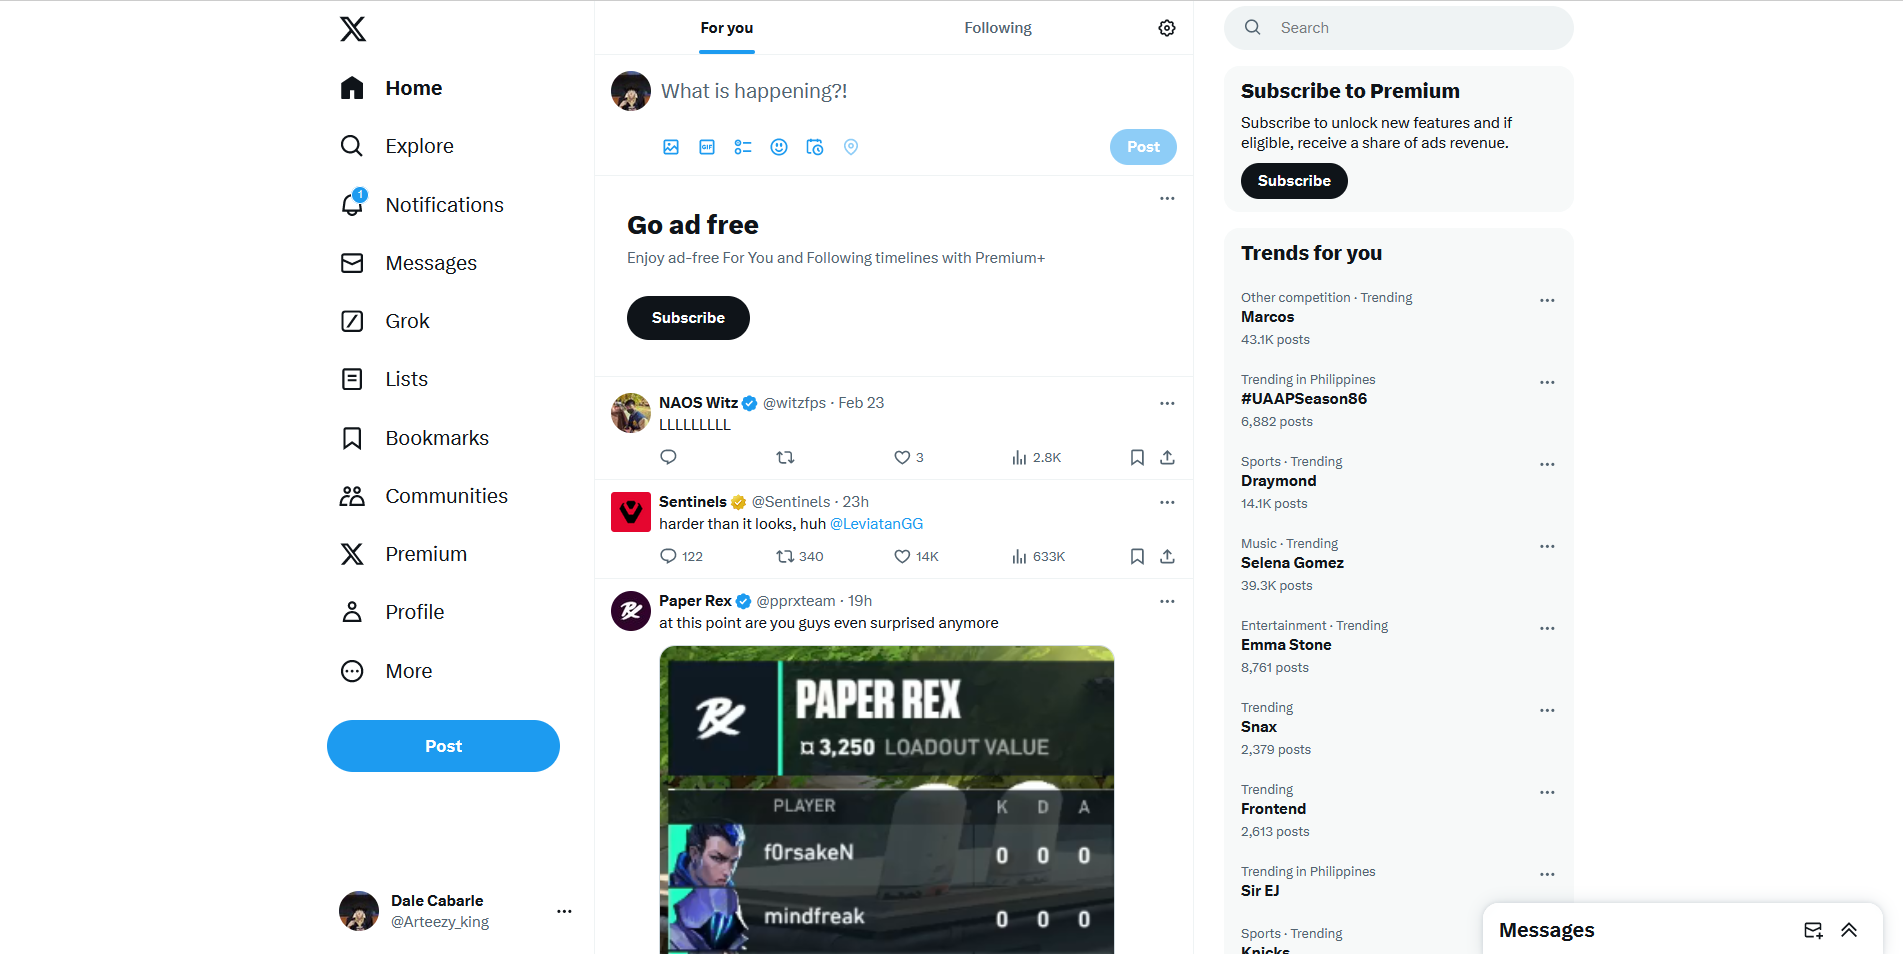 Home
Explore
1
Notifications
Messages
Grok
Lists
Bookmarks
Communities
Premium
Profile
More
Post
Dale Cabarle
@Arteezy_king
For you
Following
What is happening?!
GIF
Post
Go ad free
Enjoy ad-free For You and Following timelines with Premium+
Subscribe
NAOS Witz @witzfps · Feb 23
LLLLLLLLL
3 2.8K
Sentinels @Sentinels · 23h
harder than it looks, huh @LeviatanGG
122 340 14K 633K
Paper Rex @pprxteam · 19h
at this point are you guys even surprised anymore
PAPER REX
¤ 3,250 LOADOUT VALUE
PLAYER K D A
f0rsakeN 0 0 0
mindfreak 0 0 0
Search
Subscribe to Premium
Subscribe to unlock new features and if
eligible, receive a share of ads revenue.
Subscribe
Trends for you
Other competition · Trending
Marcos
43.1K posts
Trending in Philippines
#UAAPSeason86
6,882 posts
Sports · Trending
Draymond
14.1K posts
Music · Trending
Selena Gomez
39.3K posts
Entertainment · Trending
Emma Stone
8,761 posts
Trending
Snax
2,379 posts
Trending
Frontend
2,613 posts
Trending in Philippines
Sir EJ
Sports · Trending
Knicks
Messages